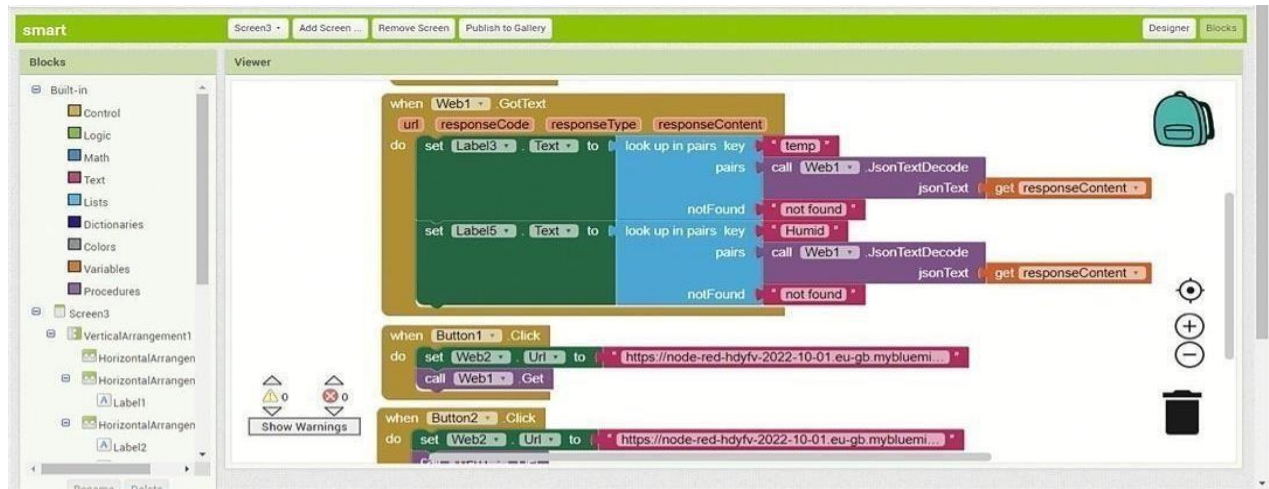 smart Screen3 Add Screen ... Remove Screen Publish to Gallery Designer Blocks
Blocks
Built-in
Control
Logic
Math
Text
Lists
Dictionaries
Colors
Variables
Procedures
Screen3
VerticalArrangement1
HorizontalArrangen
HorizontalArrangen
Label1
HorizontalArrangen
Label2
Rename Delete
Viewer
when Web1 .GotText
url responseCode responseType responseContent
do set Label3 . Text to look up in pairs key " temp "
pairs call Web1 .JsonTextDecode
jsonText get responseContent
notFound " not found "
set Label5 . Text to look up in pairs key " Humid "
pairs call Web1 .JsonTextDecode
jsonText get responseContent
notFound " not found "
when Button1 .Click
do set Web2 . Url to " https://node-red-hdyfv-2022-10-01.eu-gb.mybluemi... "
call Web1 .Get
when Button2 .Click
do set Web2 . Url to " https://node-red-hdyfv-2022-10-01.eu-gb.mybluemi... "
0 0
Show Warnings